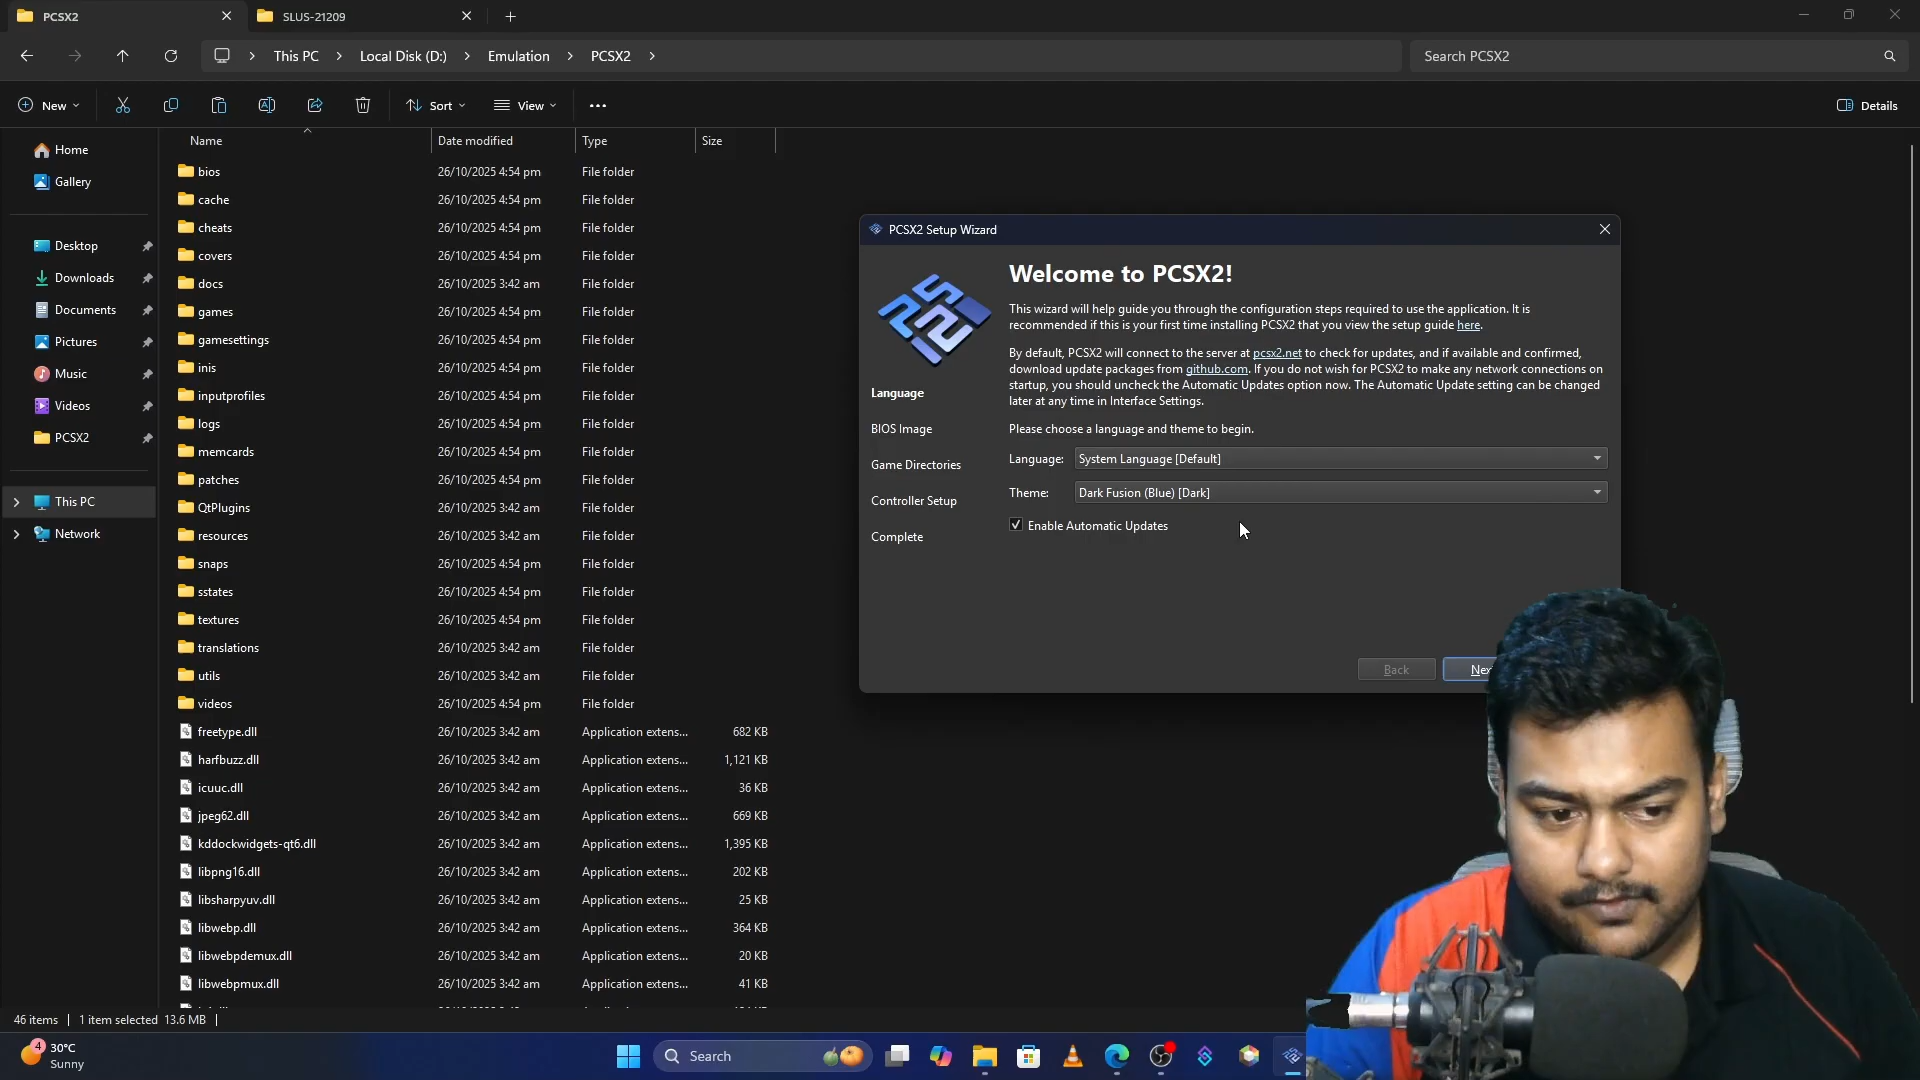 PCSX2
SLUS-21209
This PC
Local Disk (D:)
Emulation
PCSX2
Search PCSX2
New
Sort
View
Details
Name
Date modified
Type
Size
Home
Gallery
Desktop
Downloads
Documents
Pictures
Music
Videos
PCSX2
This PC
Network
bios 26/10/2025 4:54 pm File folder
cache 26/10/2025 4:54 pm File folder
cheats 26/10/2025 4:54 pm File folder
covers 26/10/2025 4:54 pm File folder
docs 26/10/2025 3:42 am File folder
games 26/10/2025 4:54 pm File folder
gamesettings 26/10/2025 4:54 pm File folder
inis 26/10/2025 4:54 pm File folder
inputprofiles 26/10/2025 4:54 pm File folder
logs 26/10/2025 4:54 pm File folder
memcards 26/10/2025 4:54 pm File folder
patches 26/10/2025 4:54 pm File folder
QtPlugins 26/10/2025 3:42 am File folder
resources 26/10/2025 3:42 am File folder
snaps 26/10/2025 4:54 pm File folder
sstates 26/10/2025 4:54 pm File folder
textures 26/10/2025 4:54 pm File folder
translations 26/10/2025 3:42 am File folder
utils 26/10/2025 3:42 am File folder
videos 26/10/2025 4:54 pm File folder
freetype.dll 26/10/2025 3:42 am Application extens... 682 KB
harfbuzz.dll 26/10/2025 3:42 am Application extens... 1,121 KB
icuuc.dll 26/10/2025 3:42 am Application extens... 36 KB
jpeg62.dll 26/10/2025 3:42 am Application extens... 669 KB
kddockwidgets-qt6.dll 26/10/2025 3:42 am Application extens... 1,395 KB
libpng16.dll 26/10/2025 3:42 am Application extens... 202 KB
libsharpyuv.dll 26/10/2025 3:42 am Application extens... 25 KB
libwebp.dll 26/10/2025 3:42 am Application extens... 364 KB
libwebpdemux.dll 26/10/2025 3:42 am Application extens... 20 KB
libwebpmux.dll 26/10/2025 3:42 am Application extens... 41 KB
46 items
1 item selected 13.6 MB
PCSX2 Setup Wizard
Language
BIOS Image
Game Directories
Controller Setup
Complete
Welcome to PCSX2!
This wizard will help guide you through the configuration steps required to use the application. It is
recommended if this is your first time installing PCSX2 that you view the setup guide here.
By default, PCSX2 will connect to the server at pcsx2.net to check for updates, and if available and confirmed,
download update packages from github.com. If you do not wish for PCSX2 to make any network connections on
startup, you should uncheck the Automatic Updates option now. The Automatic Update setting can be changed
later at any time in Interface Settings.
Please choose a language and theme to begin.
Language: System Language [Default]
Theme: Dark Fusion (Blue) [Dark]
Enable Automatic Updates
Back
4
30°C
Sunny
Search